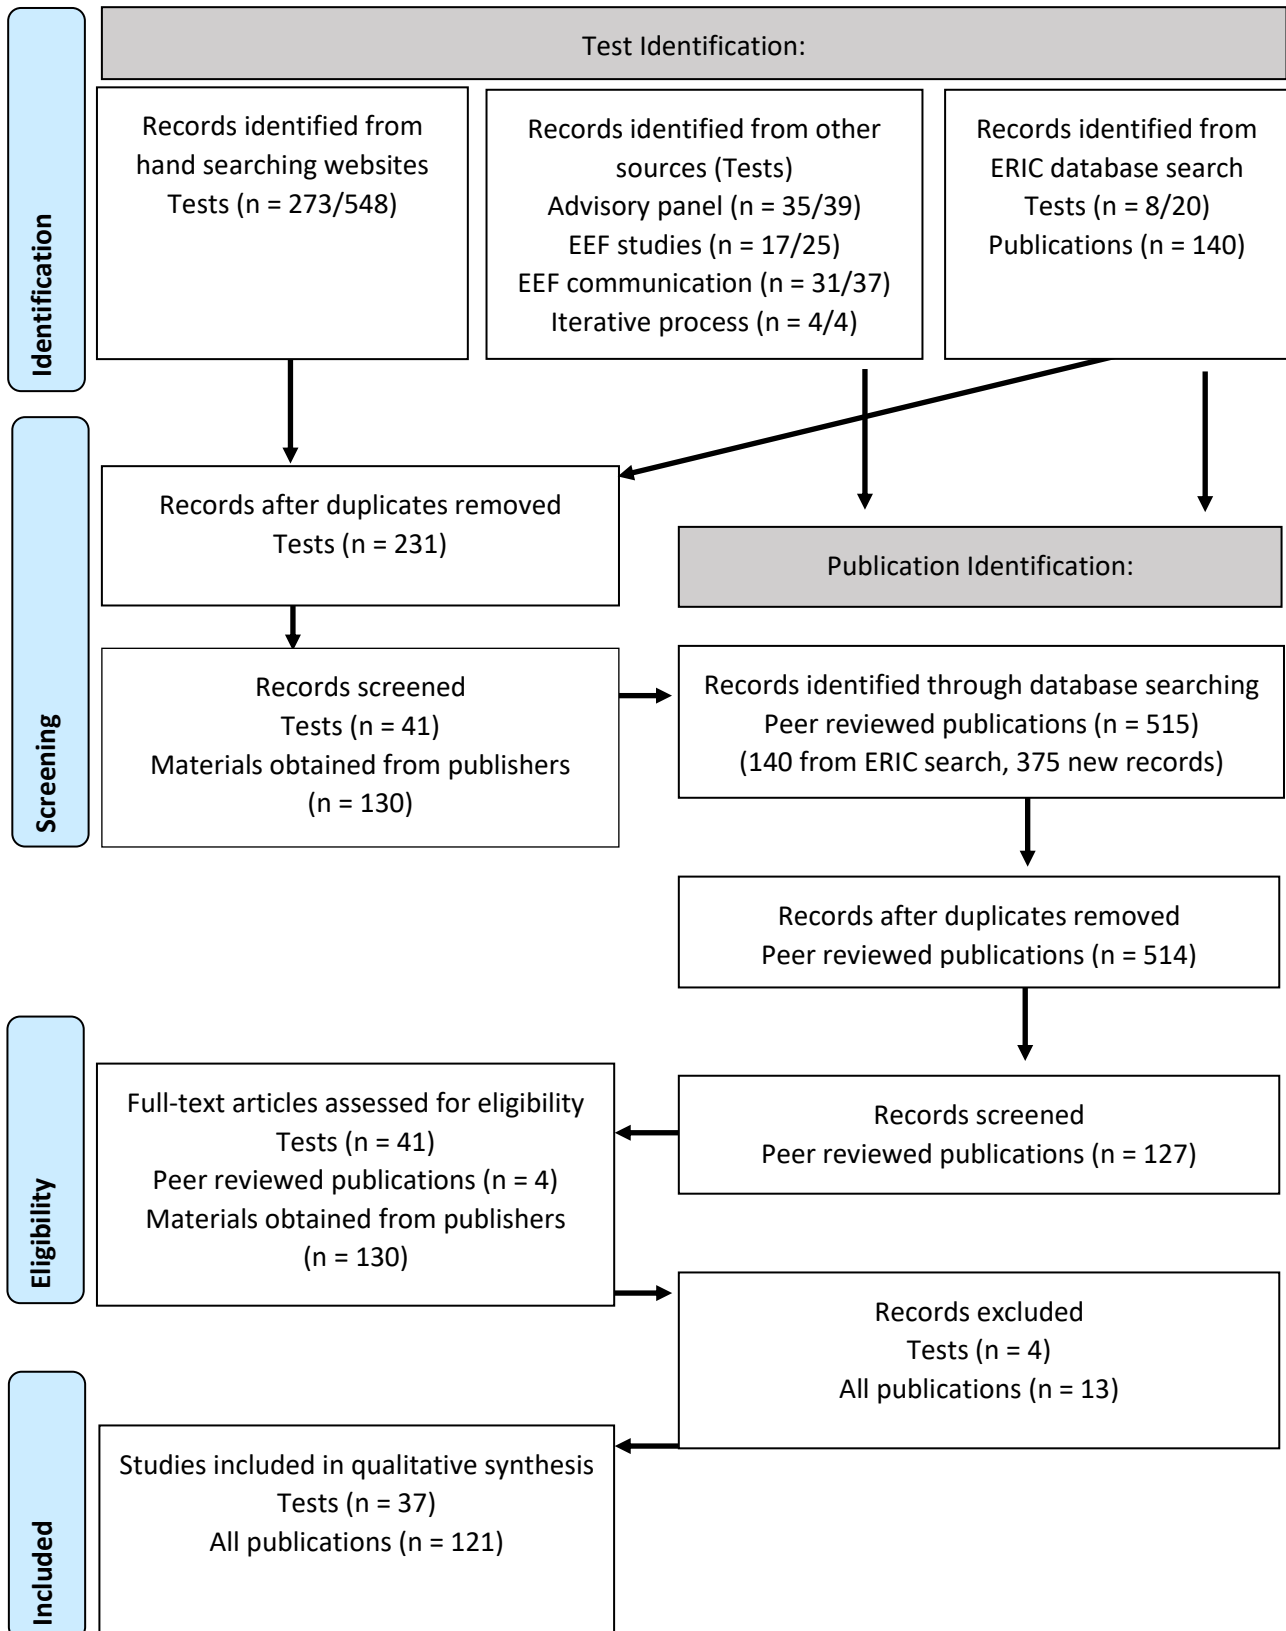 Identification
Test Identification:
Records identified from
hand searching websites
Tests (n = 273/548)
Records identified from other
sources (Tests)
Advisory panel (n = 35/39)
EEF studies (n = 17/25)
EEF communication (n = 31/37)
Iterative process (n = 4/4)
Records identified from
ERIC database search
Tests (n = 8/20)
Publications (n = 140)
Screening
Records after duplicates removed
Tests (n = 231)
Publication Identification:
Records screened
Tests (n = 41)
Materials obtained from publishers
(n = 130)
Records identified through database searching
Peer reviewed publications (n = 515)
(140 from ERIC search, 375 new records)
Records after duplicates removed
Peer reviewed publications (n = 514)
Eligibility
Records screened
Peer reviewed publications (n = 127)
Full-text articles assessed for eligibility
Tests (n = 41)
Peer reviewed publications (n = 4)
Materials obtained from publishers
(n = 130)
Records excluded
Tests (n = 4)
All publications (n = 13)
Included
Studies included in qualitative synthesis
Tests (n = 37)
All publications (n = 121)